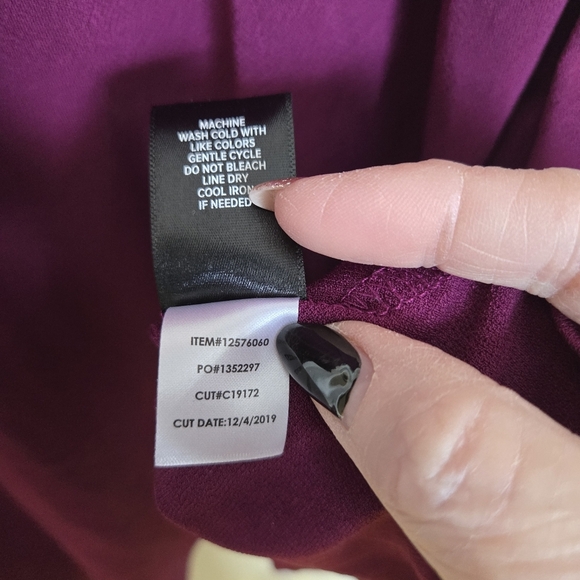 MACHINE
WASH COLD WITH
LIKE COLORS
GENTLE CYCLE
DO NOT BLEACH
LINE DRY
COOL IRON
IF NEEDED
ITEM#12576060
PO#1352297
CUT#C19172
CUT DATE:12/4/2019